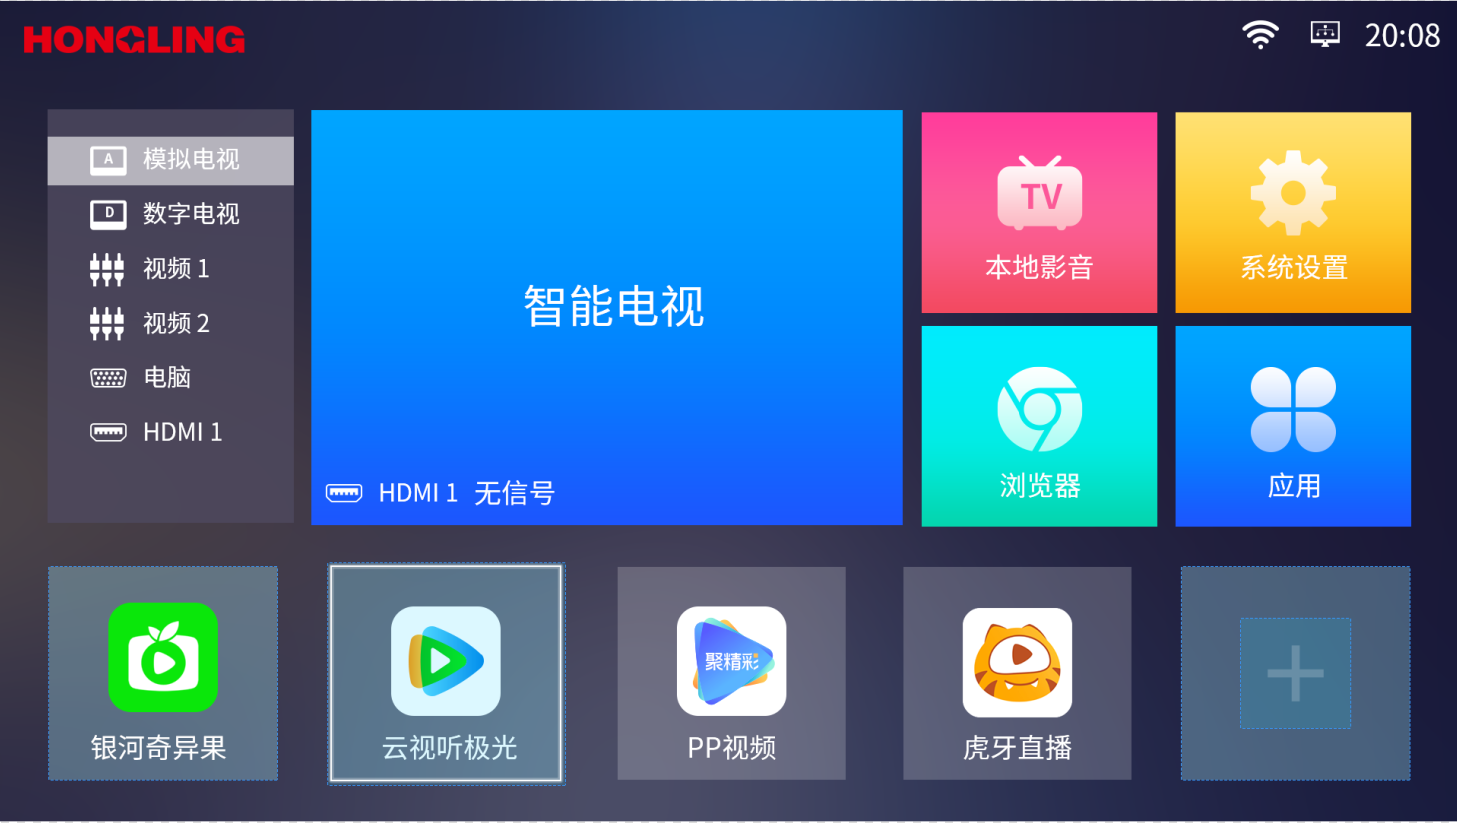 HONGLING
20:08
A 模拟电视
D 数字电视
视频 1
视频 2
电脑
HDMI 1
智能电视
HDMI 1 无信号
TV
本地影音
系统设置
浏览器
应用
银河奇异果
云视听极光
聚精彩
PP视频
虎牙直播